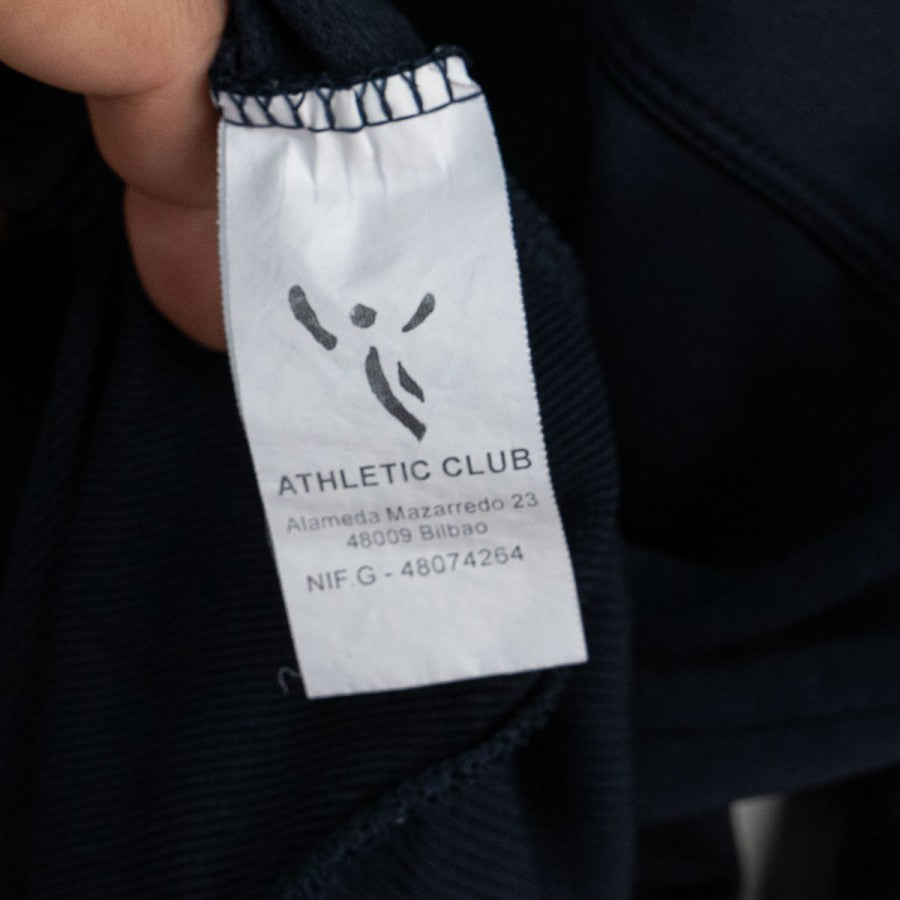 ATHLETIC CLUB
Alameda Mazarredo 23
48009 Bilbao
NIF.G - 48074264